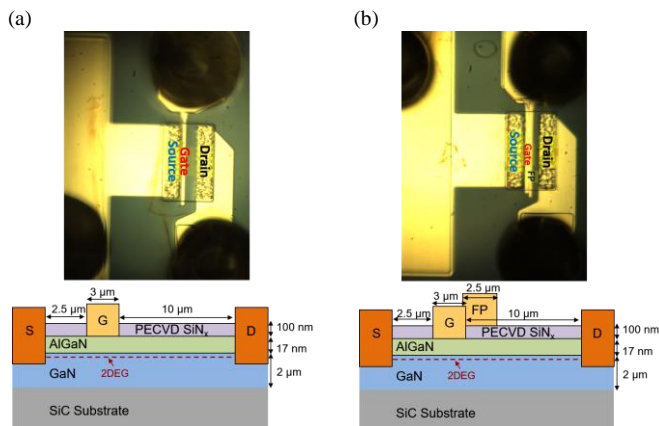 (a)
(b)
Source
Gate
Drain
Source
Gate
FP
Drain
3 µm
2.5 µm
10 µm
S
G
D
PECVD SiNₓ
100 nm
AlGaN
17 nm
2DEG
2 µm
GaN
SiC Substrate
2.5 µm
3 µm
2.5 µm
10 µm
FP
S
G
D
PECVD SiNₓ
100 nm
AlGaN
17 nm
2DEG
2 µm
GaN
SiC Substrate